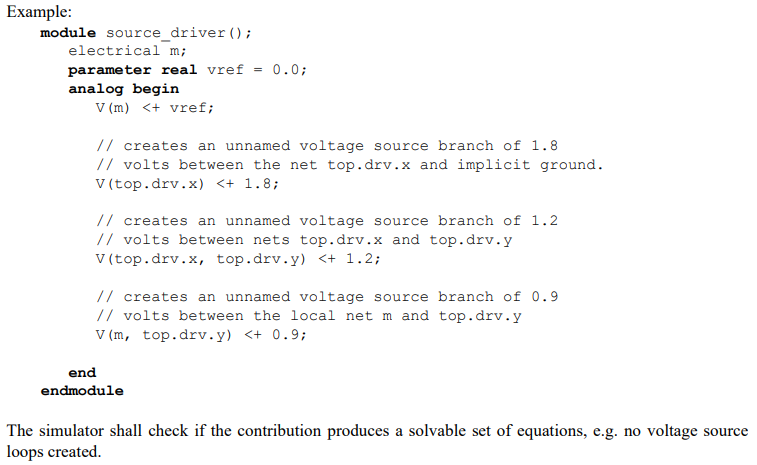 Example:
module source_driver();
electrical m;
parameter real vref = 0.0;
analog begin
V(m) <+ vref;
// creates an unnamed voltage source branch of 1.8
// volts between the net top.drv.x and implicit ground.
V(top.drv.x) <+ 1.8;
// creates an unnamed voltage source branch of 1.2
// volts between nets top.drv.x and top.drv.y
V(top.drv.x, top.drv.y) <+ 1.2;
// creates an unnamed voltage source branch of 0.9
// volts between the local net m and top.drv.y
V(m, top.drv.y) <+ 0.9;
end
endmodule
The simulator shall check if the contribution produces a solvable set of equations, e.g. no voltage source
loops created.